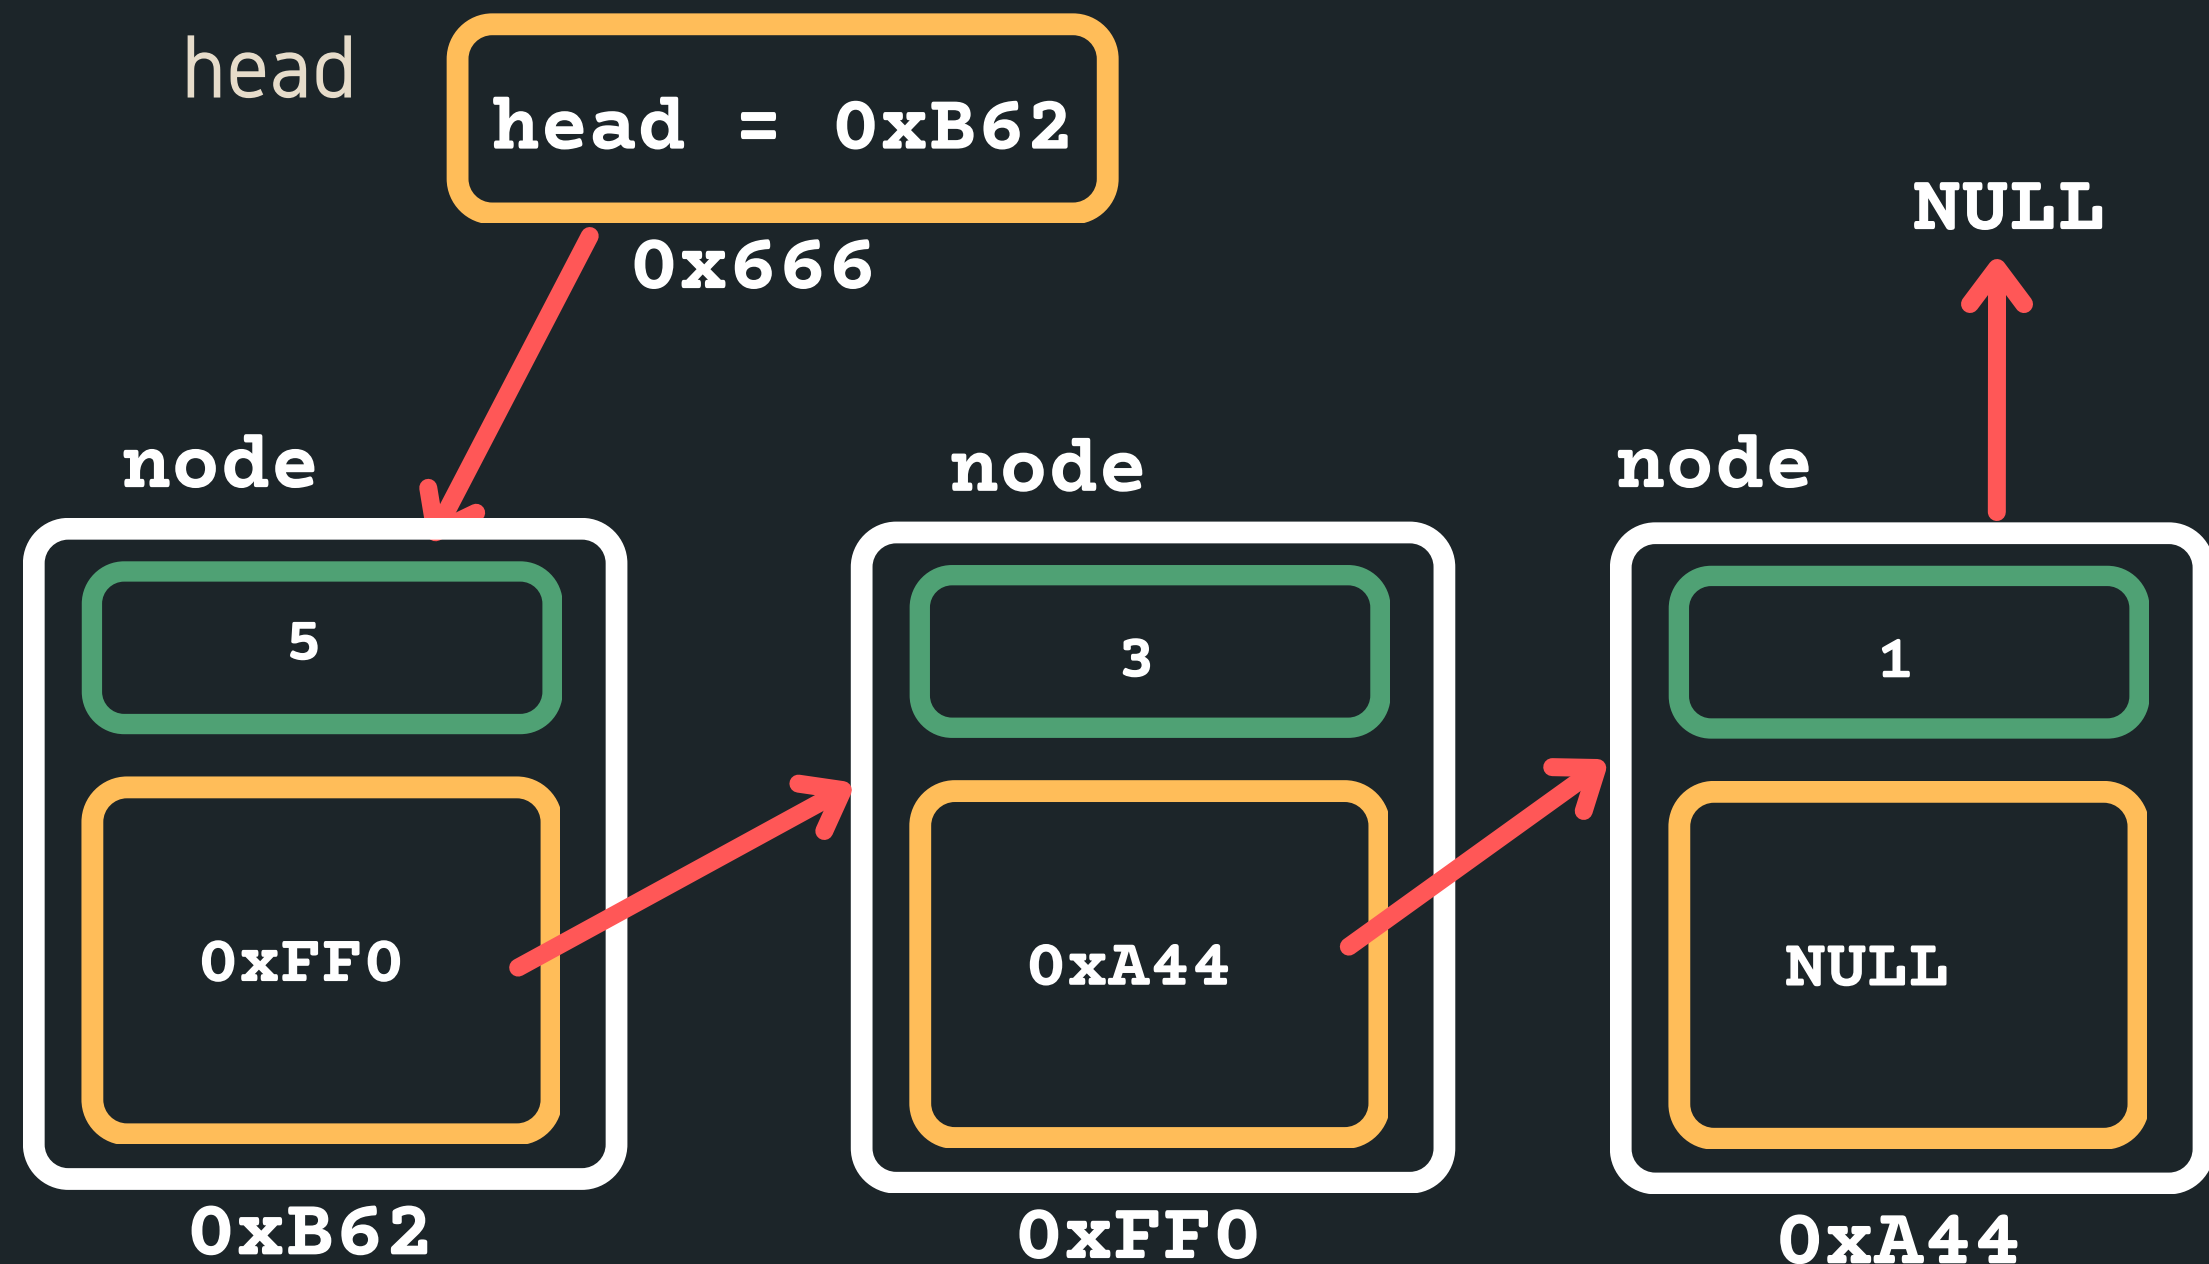 head
head = 0xB62
0x666
NULL
node
node
node
5
3
1
0xFF0
0xA44
NULL
0xB62
0xFF0
0xA44